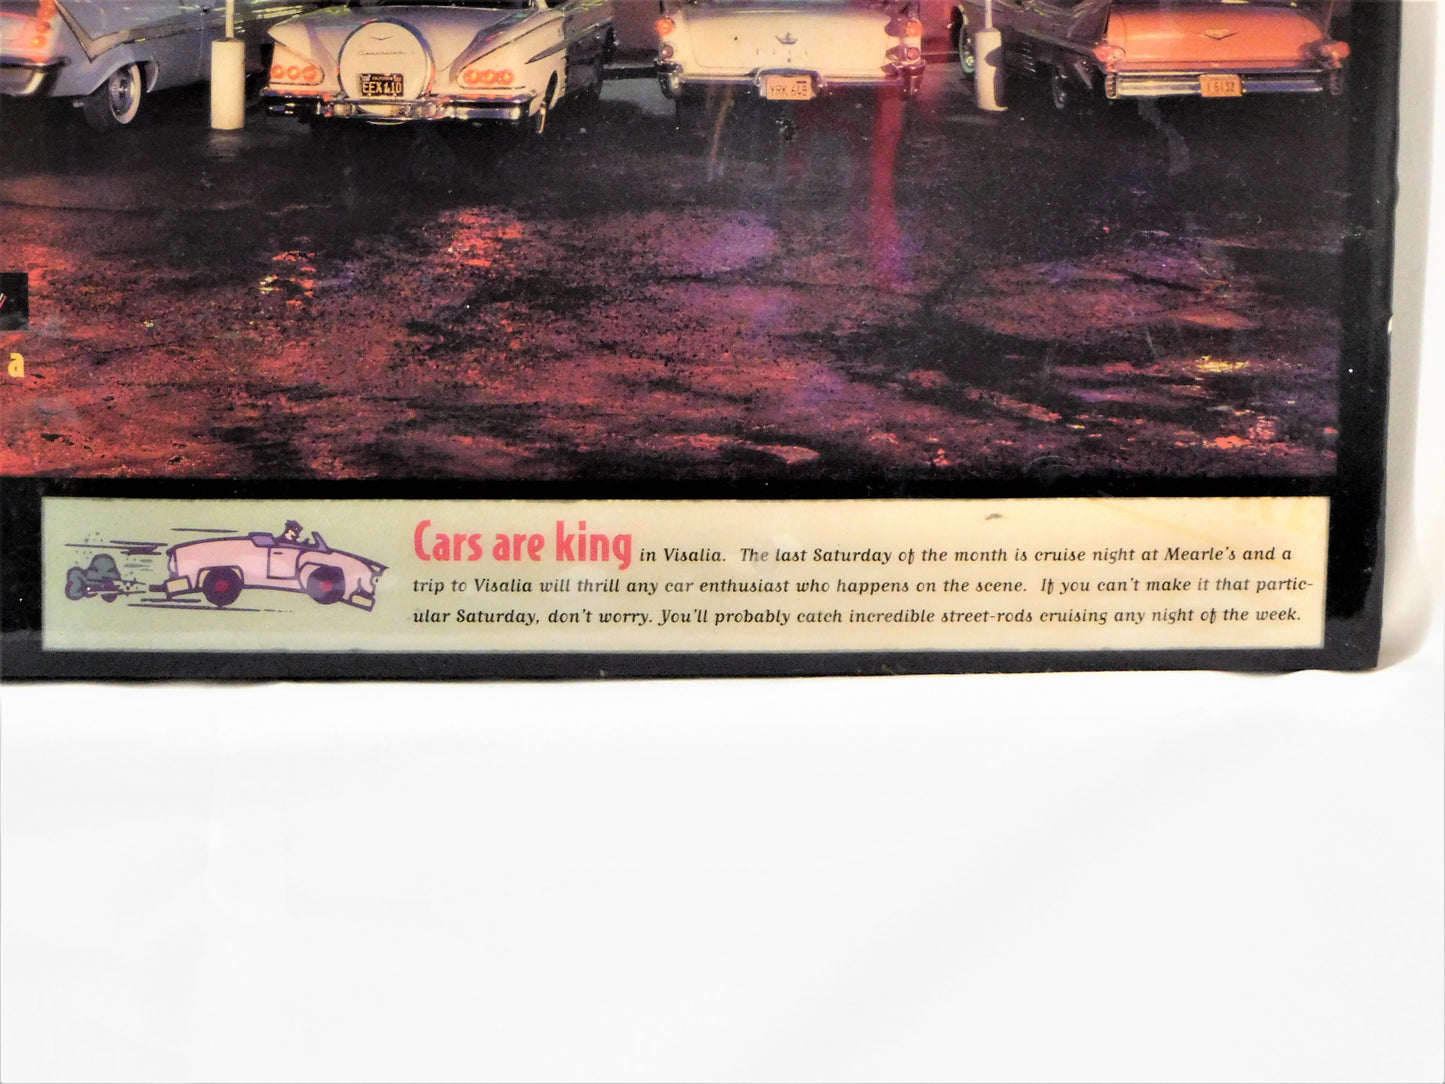 EEX 110
YRK 648
a
Cars are king in Visalia. The last Saturday of the month is cruise night at Mearle's and a
trip to Visalia will thrill any car enthusiast who happens on the scene. If you can't make it that partic-
ular Saturday, don't worry. You'll probably catch incredible street-rods cruising any night of the week.